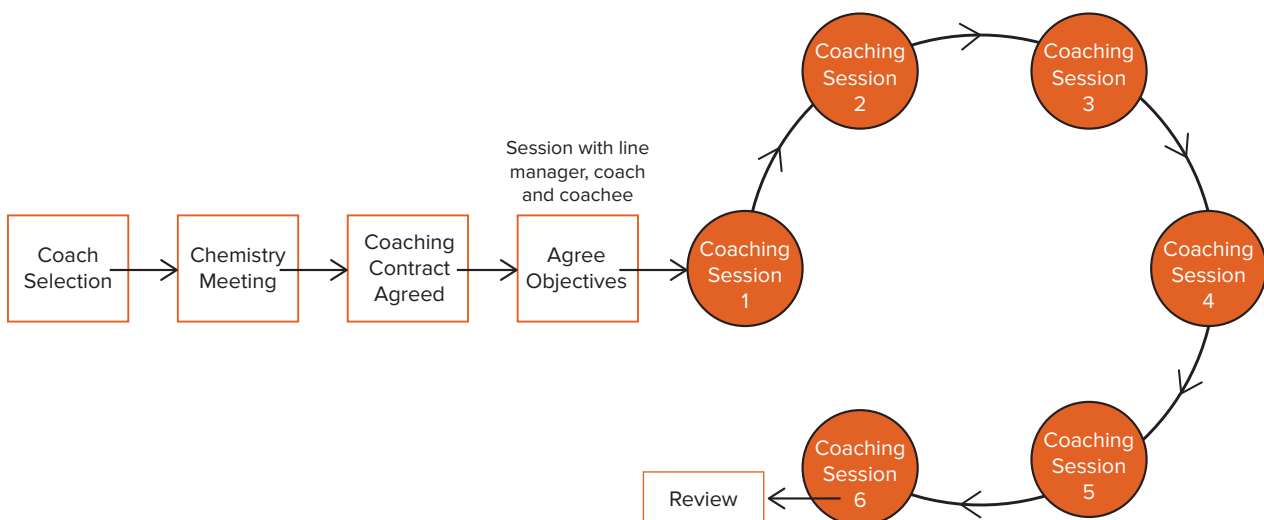 Coach
Selection
Chemistry
Meeting
Coaching
Contract
Agreed
Session with line
manager, coach
and coachee
Agree
Objectives
Coaching
Session
1
Coaching
Session
2
Coaching
Session
3
Coaching
Session
4
Coaching
Session
5
Coaching
Session
6
Review